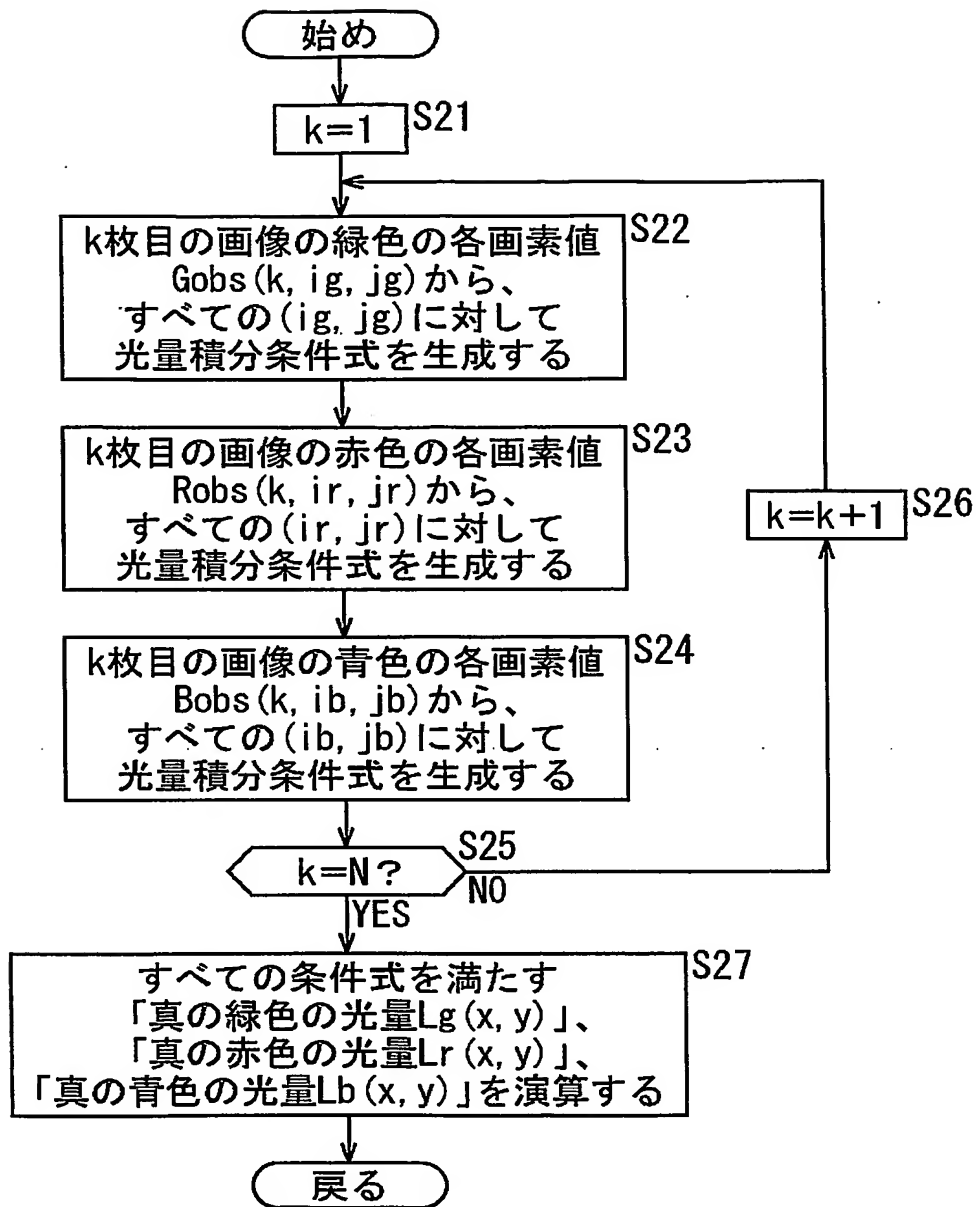 始め
k=1
S21
k枚目の画像の緑色の各画素値
Gobs(k, ig, jg)から、
すべての(ig, jg)に対して
光量積分条件式を生成する
S22
k枚目の画像の赤色の各画素値
Robs(k, ir, jr)から、
すべての(ir, jr)に対して
光量積分条件式を生成する
S23
k=k+1
S26
k枚目の画像の青色の各画素値
Bobs(k, ib, jb)から、
すべての(ib, jb)に対して
光量積分条件式を生成する
S24
k=N?
S25
NO
YES
すべての条件式を満たす
「真の緑色の光量Lg(x, y)」、
「真の赤色の光量Lr(x, y)」、
「真の青色の光量Lb(x, y)」を演算する
S27
戻る